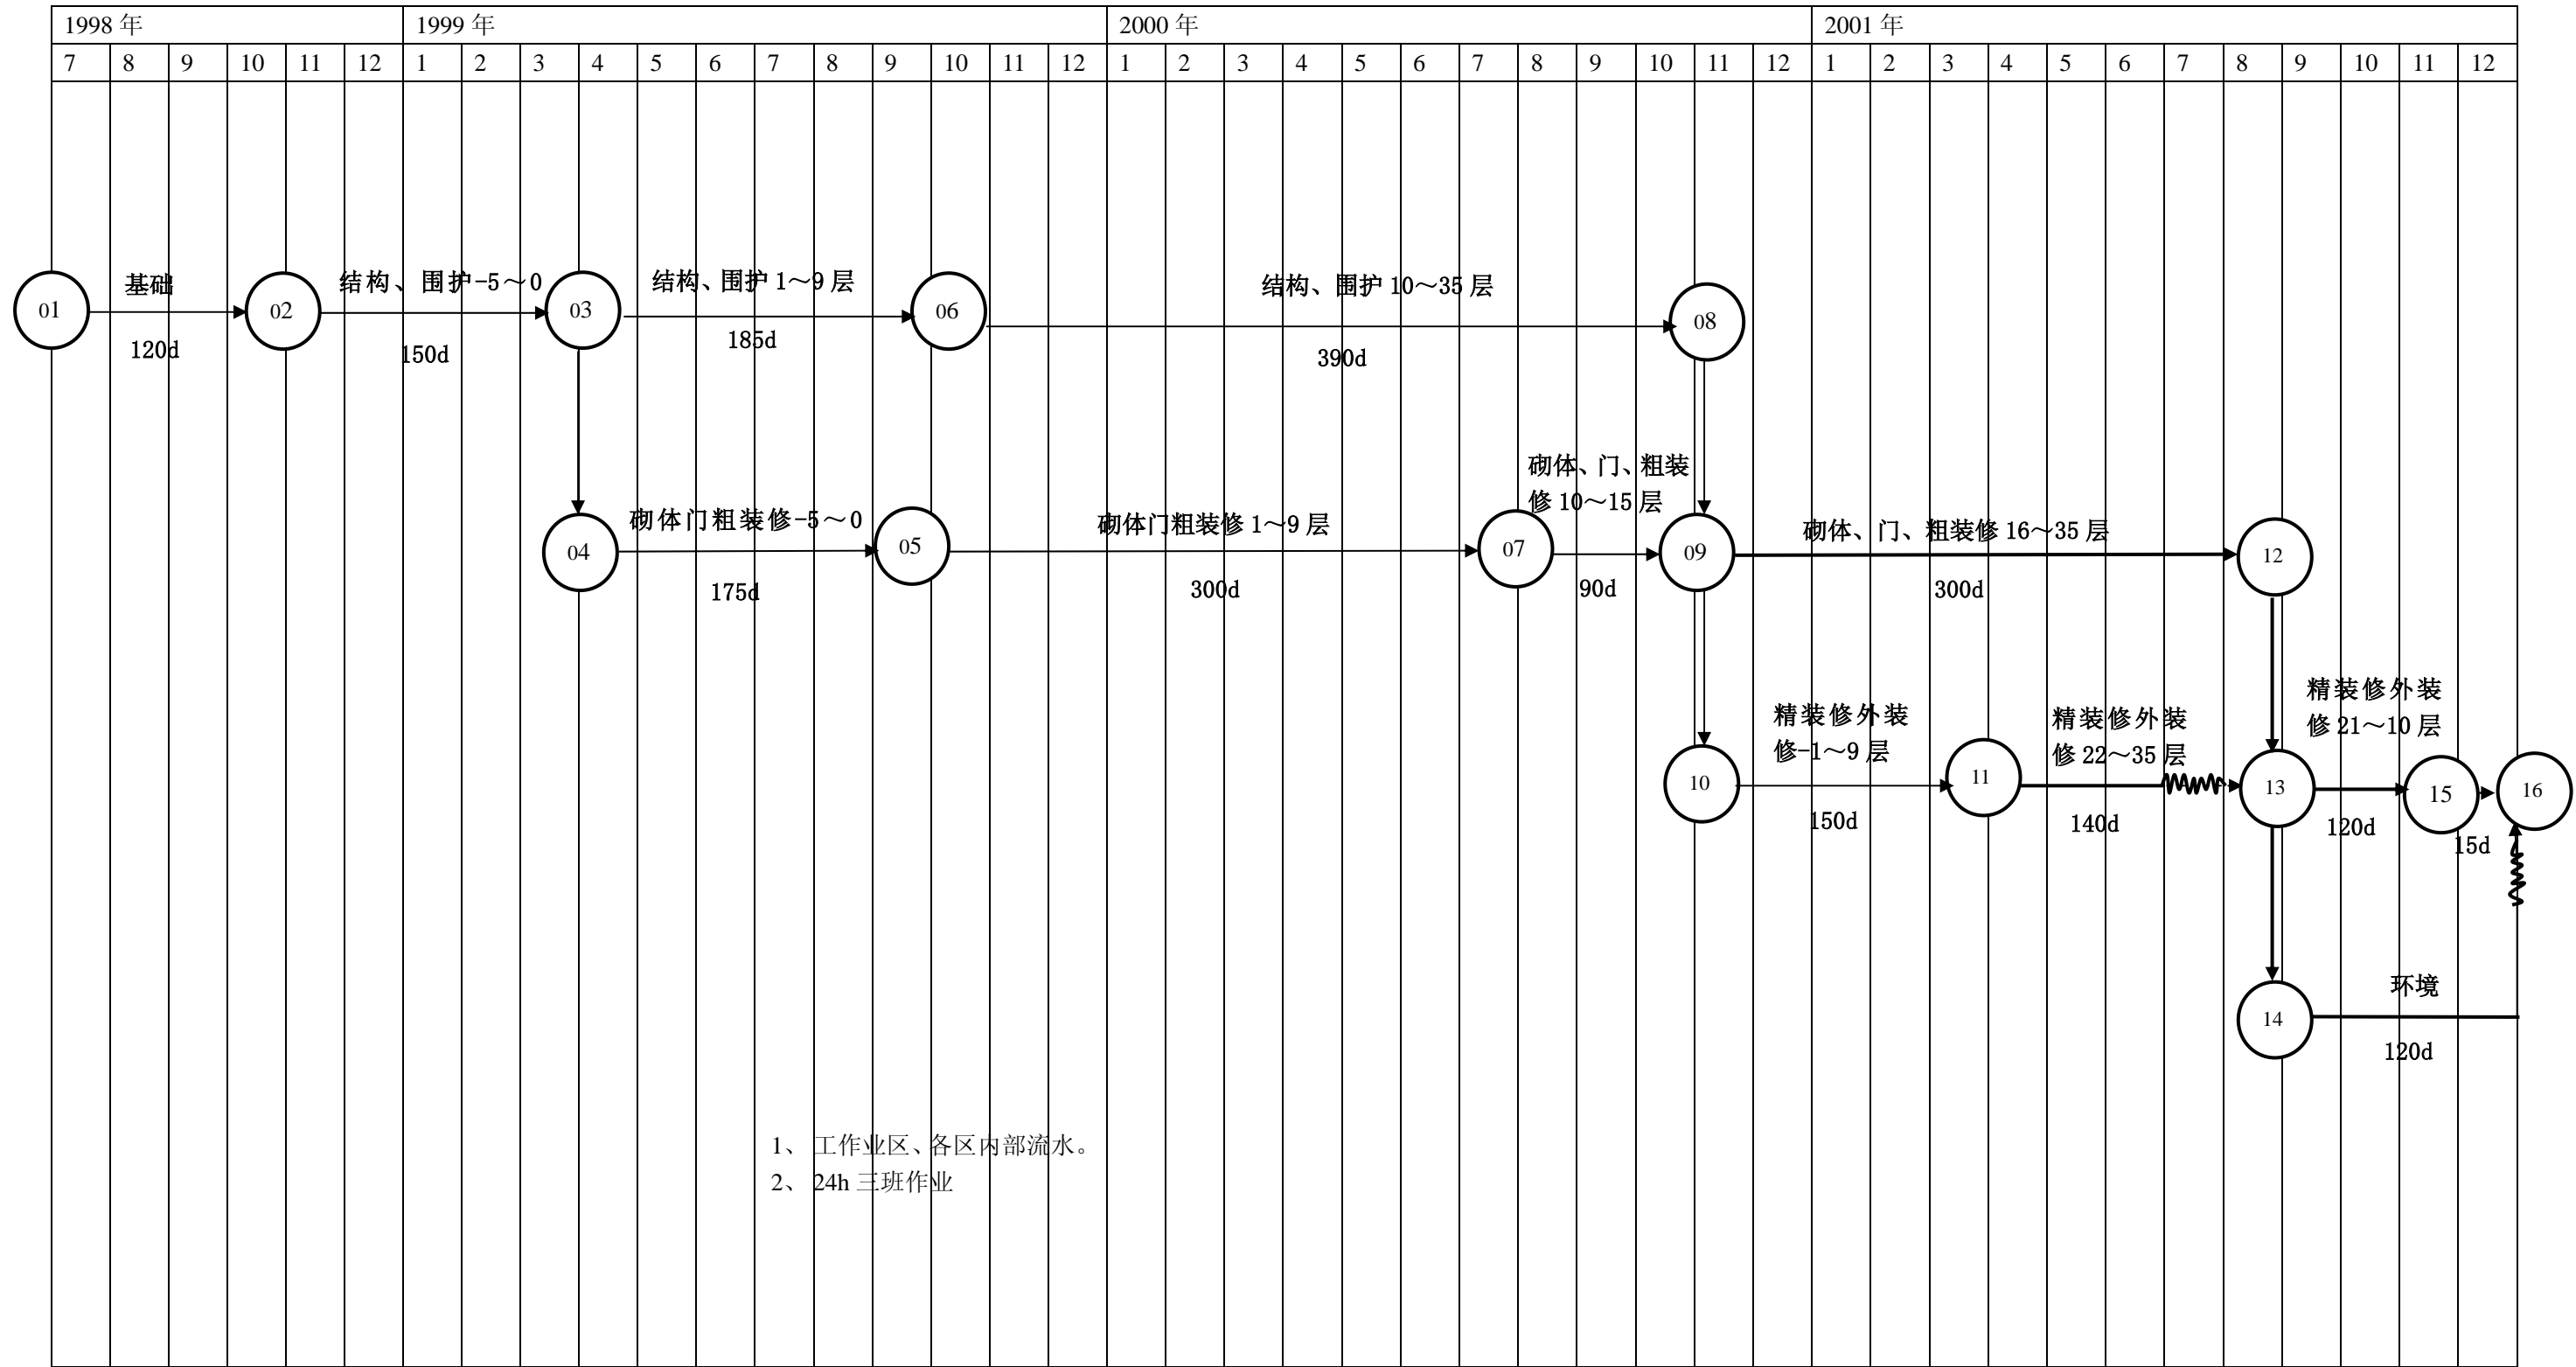 1998 年 1999 年 2000 年 2001 年
7 8 9 10 11 12 1 2 3 4 5 6 7 8 9 10 11 12 1 2 3 4 5 6 7 8 9 10 11 12 1 2 3 4 5 6 7 8 9 10 11 12
基础 结构、围护-5～0 结构、围护 1～9 层 结构、围护 10～35 层
01 02 03 06 08
120d 150d 185d 390d
砌体、门、粗装
修 10～15 层
砌体门粗装修-5～0 砌体门粗装修 1～9 层 砌体、门、粗装修 16～35 层
04 05 07 09 12
175d 300d 90d 300d
精装修外装
修-1～9 层
精装修外装
修 22～35 层
精装修外装
修 21～10 层
10 11 13 15 16
150d 140d 120d 15d
环境
14
120d
1、 工作业区、各区内部流水。
2、 24h 三班作业